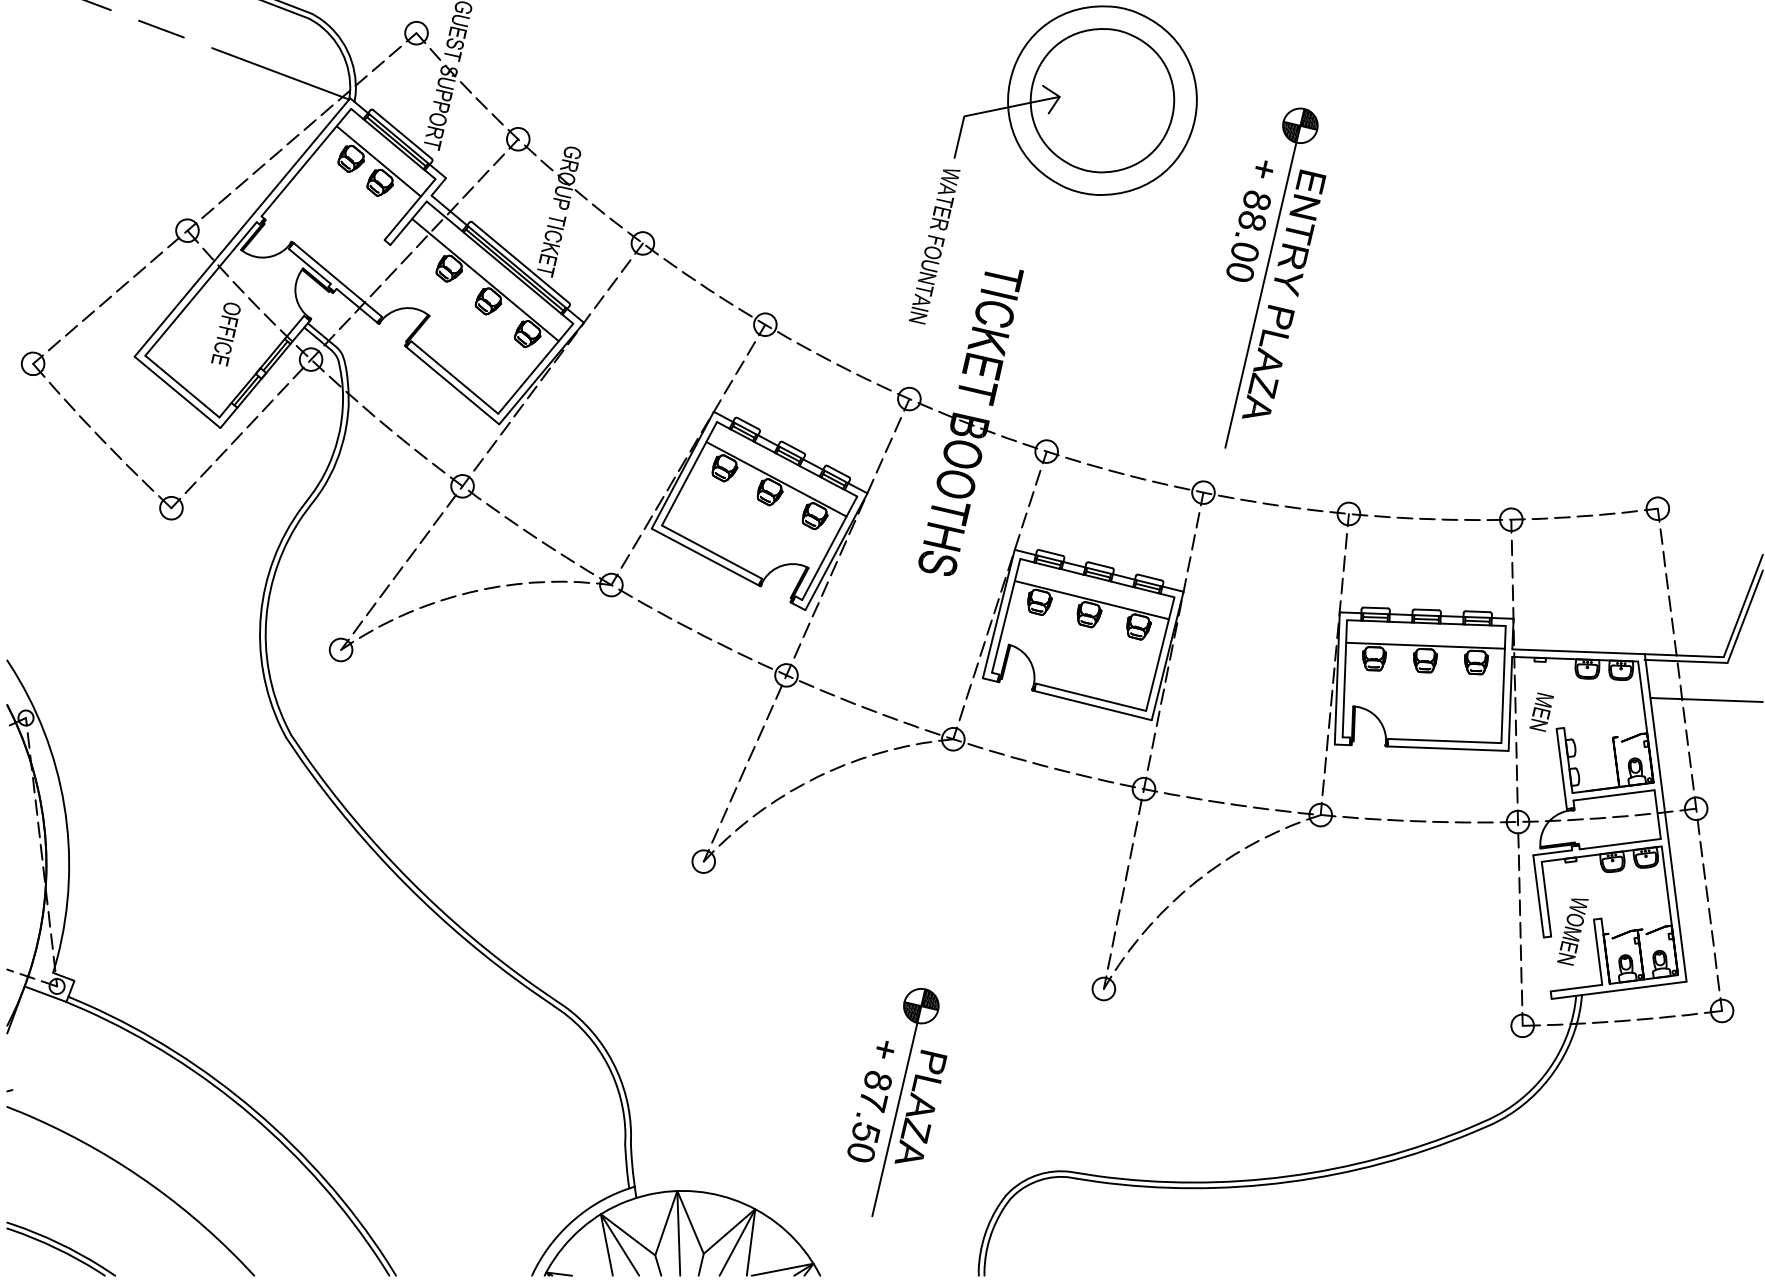 GUEST SUPPORT
GROUP TICKET
OFFICE
WATER FOUNTAIN
TICKET BOOTHS
ENTRY PLAZA
+ 88.00
MEN
WOMEN
PLAZA
+ 87.50